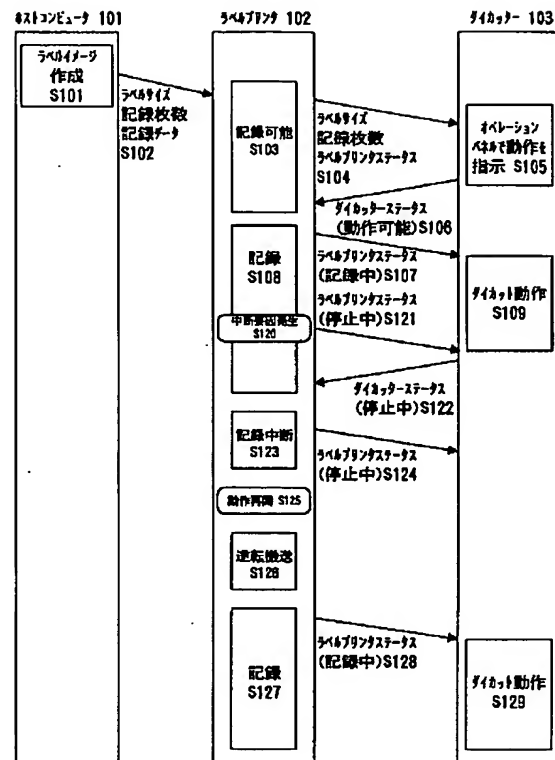 ﾎｽﾄｺﾝﾋﾟｭｰﾀ 101
ﾗﾍﾞﾙﾌﾟﾘﾝﾀ 102
ﾀﾞｲｶｯﾀｰ 103
ﾗﾍﾞﾙｲﾒｰｼﾞ
作成
S101
ﾗﾍﾞﾙｻｲｽﾞ
記録枚数
記録ﾃﾞｰﾀ
S102
記録可能
S103
ﾗﾍﾞﾙｻｲｽﾞ
記録枚数
ﾗﾍﾞﾙﾌﾟﾘﾝﾀｽﾃｰﾀｽ
S104
ｵﾍﾟﾚｰｼｮﾝ
ﾊﾟﾈﾙで動作を
指示 S105
ﾀﾞｲｶｯﾀｰｽﾃｰﾀｽ
(動作可能)S106
記録
S108
ﾗﾍﾞﾙﾌﾟﾘﾝﾀｽﾃｰﾀｽ
(記録中)S107
ﾗﾍﾞﾙﾌﾟﾘﾝﾀｽﾃｰﾀｽ
(停止中)S121
ﾀﾞｲｶｯﾄ動作
S109
中断要因発生
S120
ﾀﾞｲｶｯﾀｰｽﾃｰﾀｽ
(停止中)S122
記録中断
S123
ﾗﾍﾞﾙﾌﾟﾘﾝﾀｽﾃｰﾀｽ
(停止中)S124
動作再開 S125
逆転搬送
S126
ﾗﾍﾞﾙﾌﾟﾘﾝﾀｽﾃｰﾀｽ
(記録中)S128
記録
S127
ﾀﾞｲｶｯﾄ動作
S129